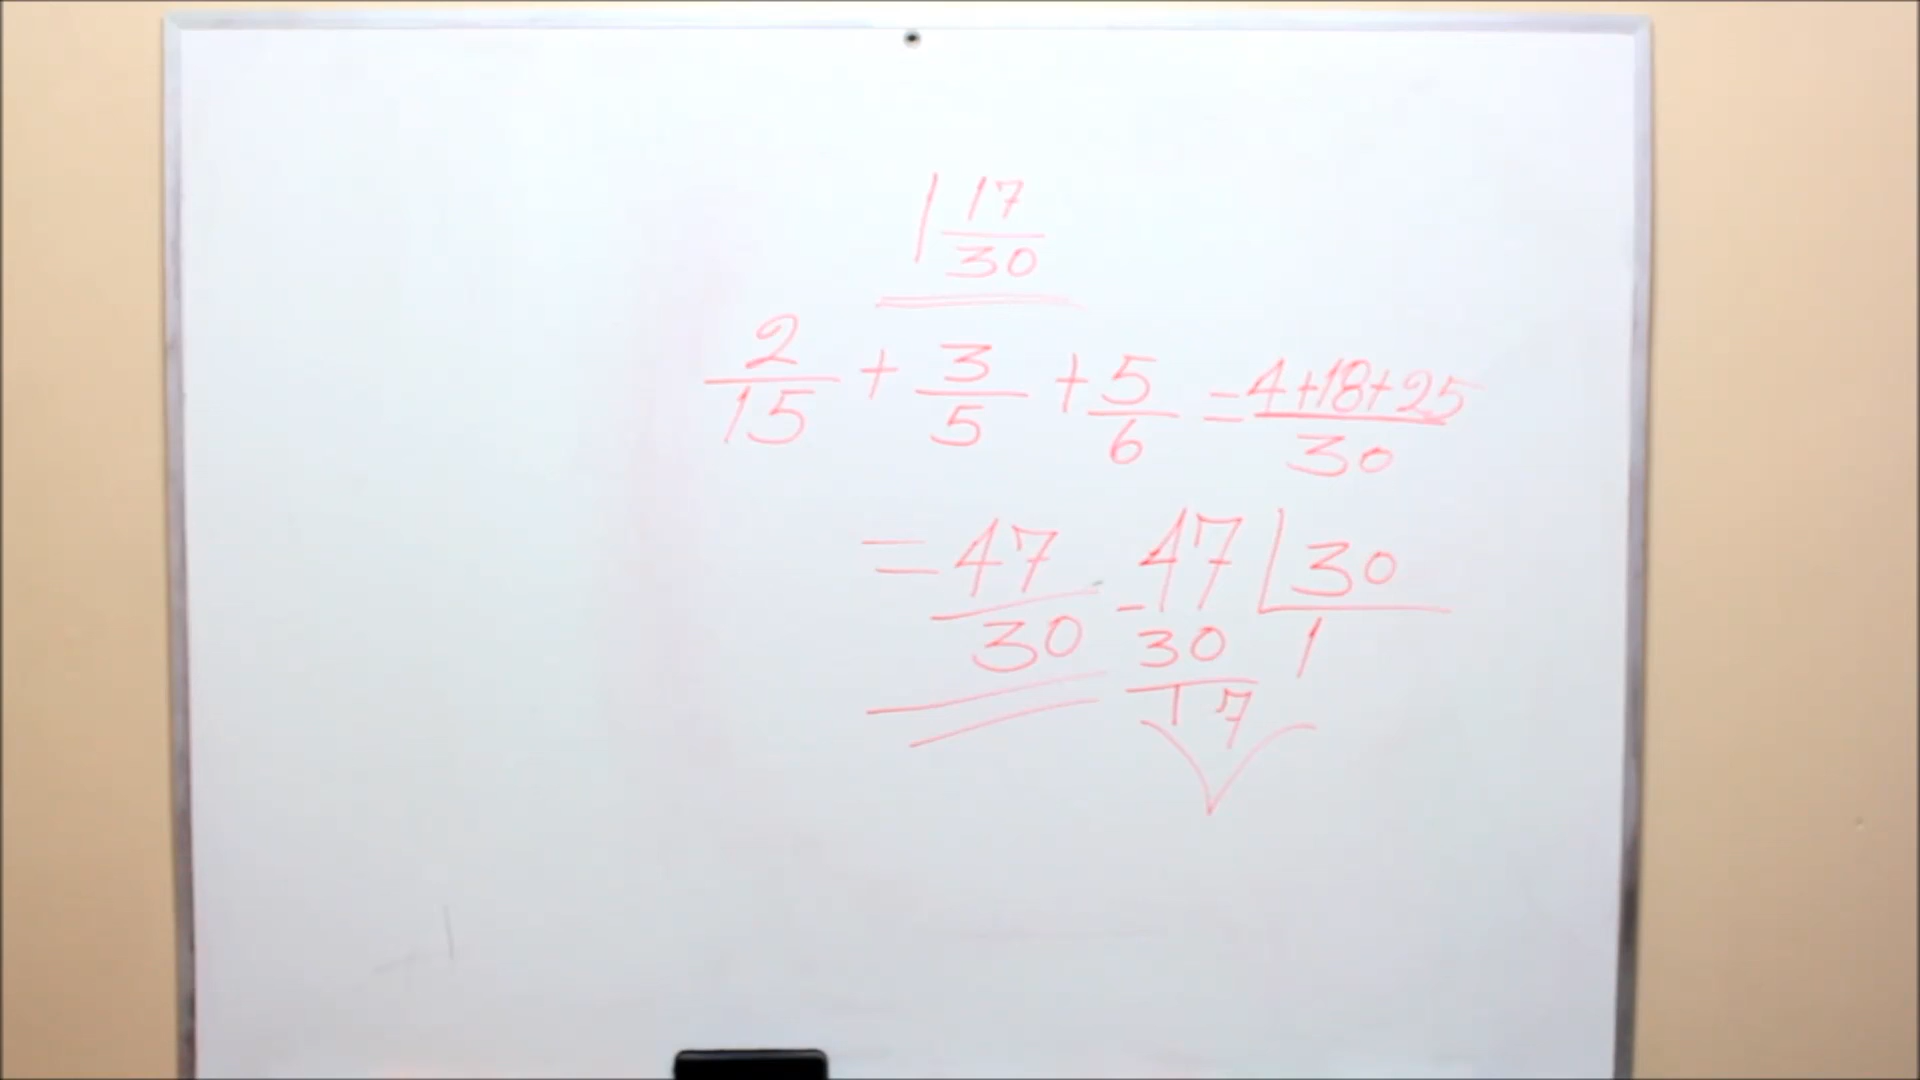 1 17/30
2/15 + 3/5 + 5/6 = 4+18+25/30
= 47/30 - 47 | 30
30 1
17